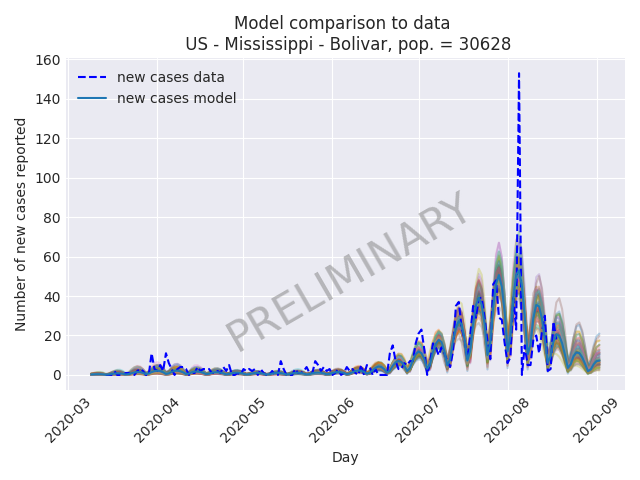 Model comparison to data
US - Mississippi - Bolivar, pop. = 30628
160
140
120
100
80
60
40
20
0
Number of new cases reported
new cases data
new cases model
PRELIMINARY
2020-03
2020-04
2020-05
2020-06
2020-07
2020-08
2020-09
Day